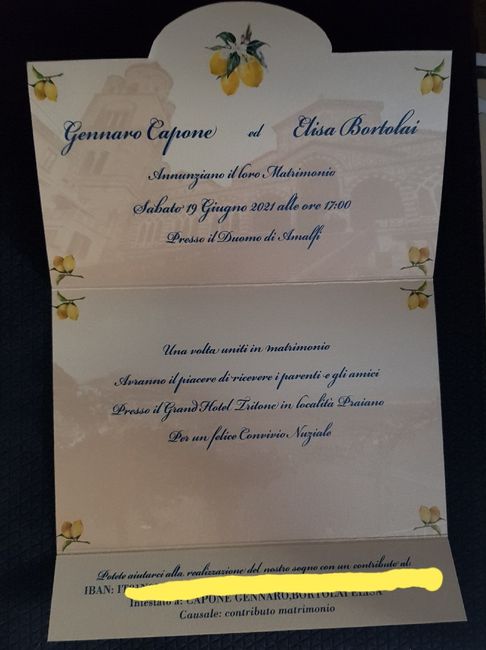 Gennaro Capone ed Elisa Bortolai
Annunziano il loro Matrimonio
Sabato 19 Giugno 2021 alle ore 17:00
Presso il Duomo di Amalfi
Una volta uniti in matrimonio
Avranno il piacere di ricevere i parenti e gli amici
Presso il Grand Hotel Tritone in località Praiano
Per un felice Convivio Nuziale
Potete aiutarci alla realizzazione del nostro sogno con un contributo al:
IBAN:
Intestato a: CAPONE GENNARO,BORTOLAI ELISA
Causale: contributo matrimonio